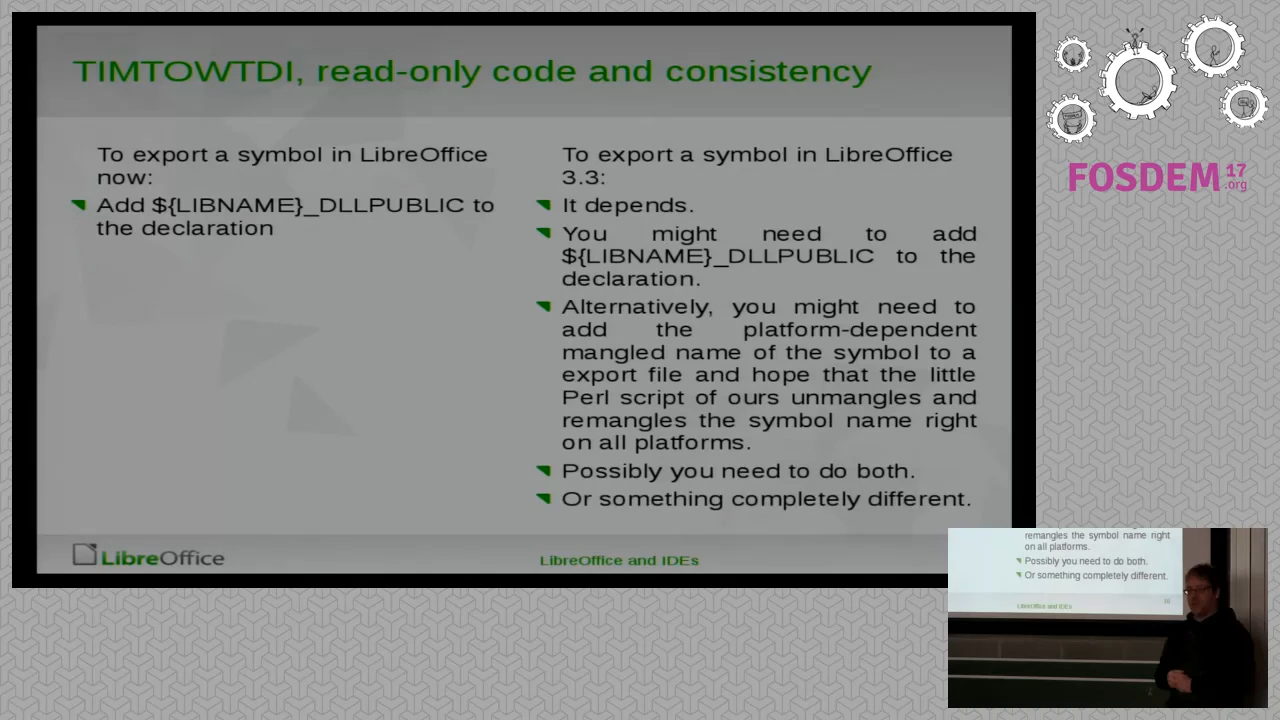 TIMTOWTDI, read-only code and consistency
To export a symbol in LibreOffice
now:
Add ${LIBNAME}_DLLPUBLIC to
the declaration
To export a symbol in LibreOffice
3.3:
It depends.
You might need to add
${LIBNAME}_DLLPUBLIC to the
declaration.
Alternatively, you might need to
add the platform-dependent
mangled name of the symbol to a
export file and hope that the little
Perl script of ours unmangles and
remangles the symbol name right
on all platforms.
Possibly you need to do both.
Or something completely different.
LibreOffice
LibreOffice and IDEs
FOSDEM 17
.org
remangles the symbol name right
on all platforms.
Possibly you need to do both.
Or something completely different.
LibreOffice and IDEs